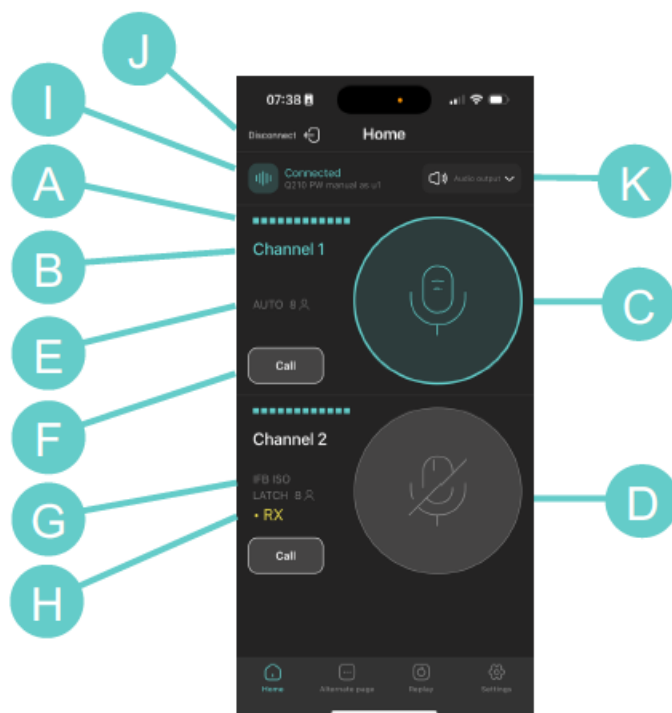 J
I
A
B
E
F
G
H
K
C
D
07:38
Disconnect
Home
Connected
Q210 PW manual as u1
Audio output
Channel 1
AUTO 8
Call
Channel 2
IFB ISO
LATCH 8
• RX
Call
Home
Alternate page
Replay
Settings